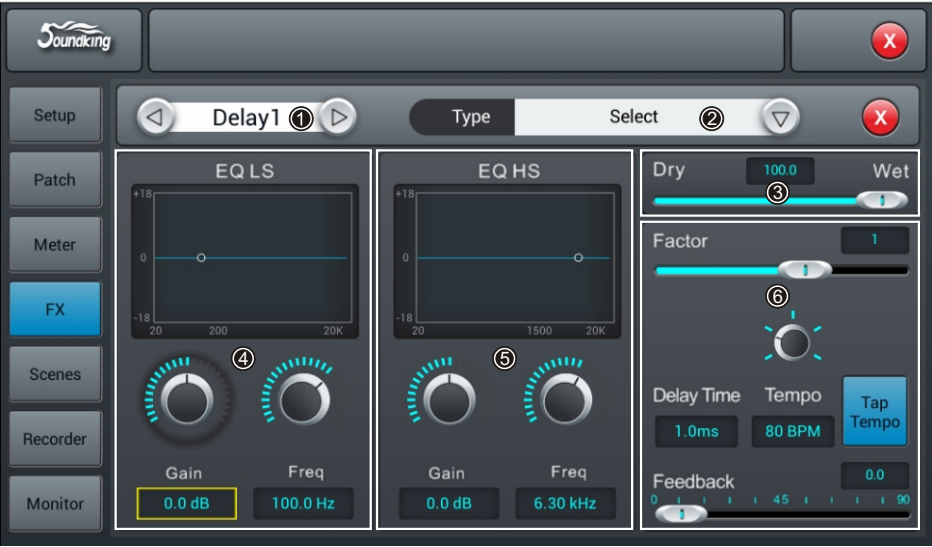 Soundking
X
Setup
Patch
Meter
FX
Scenes
Recorder
Monitor
Delay1 ①
Type Select ②
X
EQ LS
+18
0
-18
20 200 20K
④
Gain Freq
0.0 dB 100.0 Hz
EQ HS
+18
0
-18
20 1500 20K
⑤
Gain Freq
0.0 dB 6.30 kHz
Dry 100.0 Wet
③
Factor 1
⑥
Delay Time Tempo
1.0ms 80 BPM
Tap
Tempo
Feedback 0.0
0 45 90